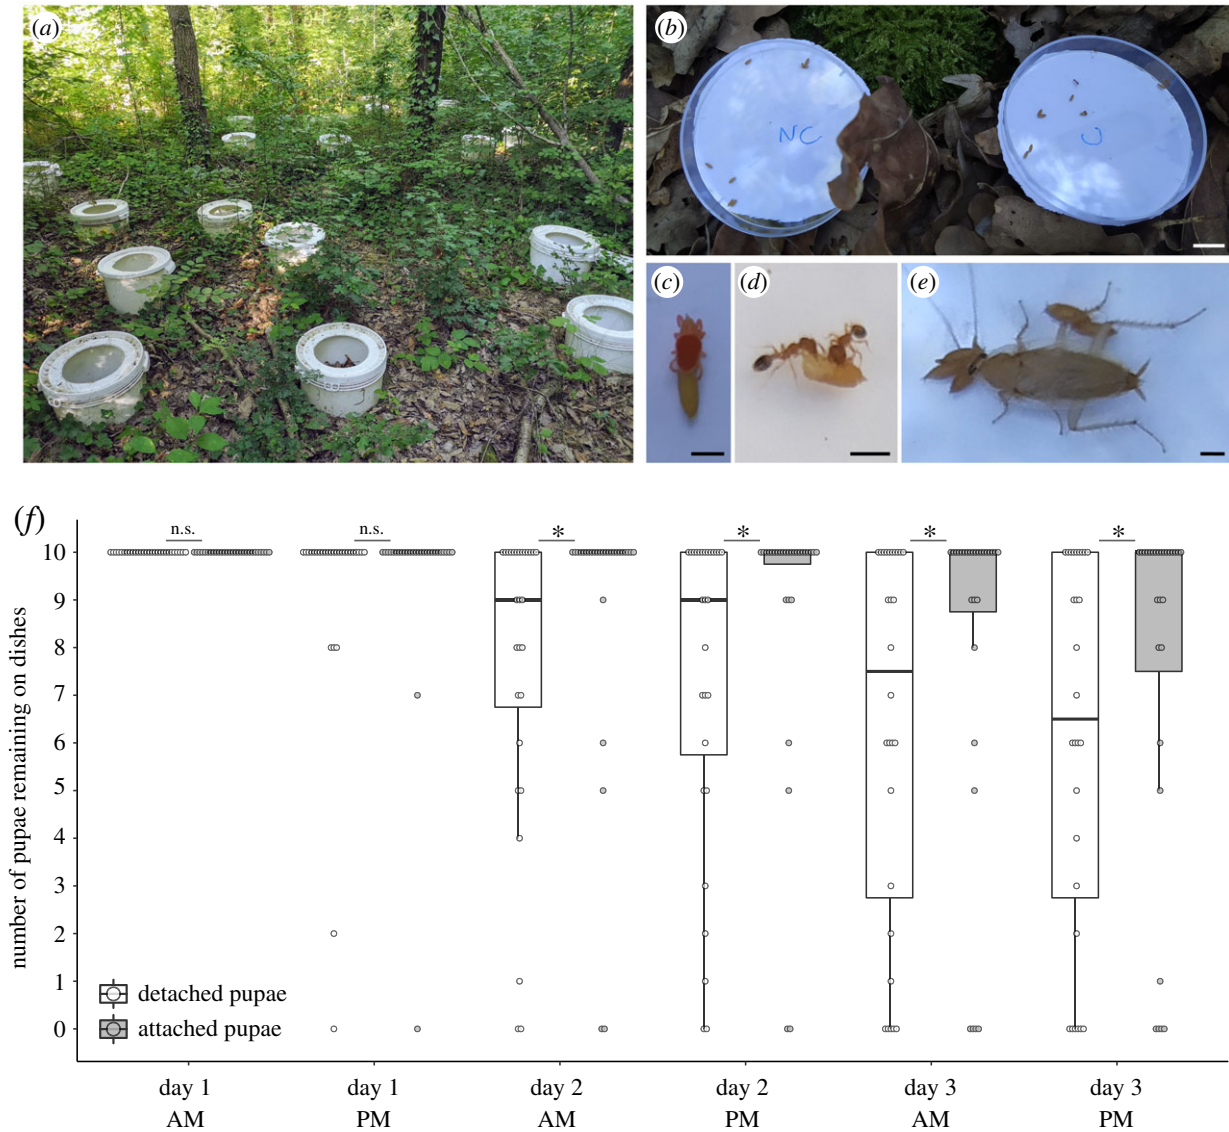 (a)
(b)
NC
C
(c)
(d)
(e)
(f)
n.s.
n.s.
*
*
*
*
number of pupae remaining on dishes
10
9
8
7
6
5
4
3
2
1
0
detached pupae
attached pupae
day 1
AM
day 1
PM
day 2
AM
day 2
PM
day 3
AM
day 3
PM